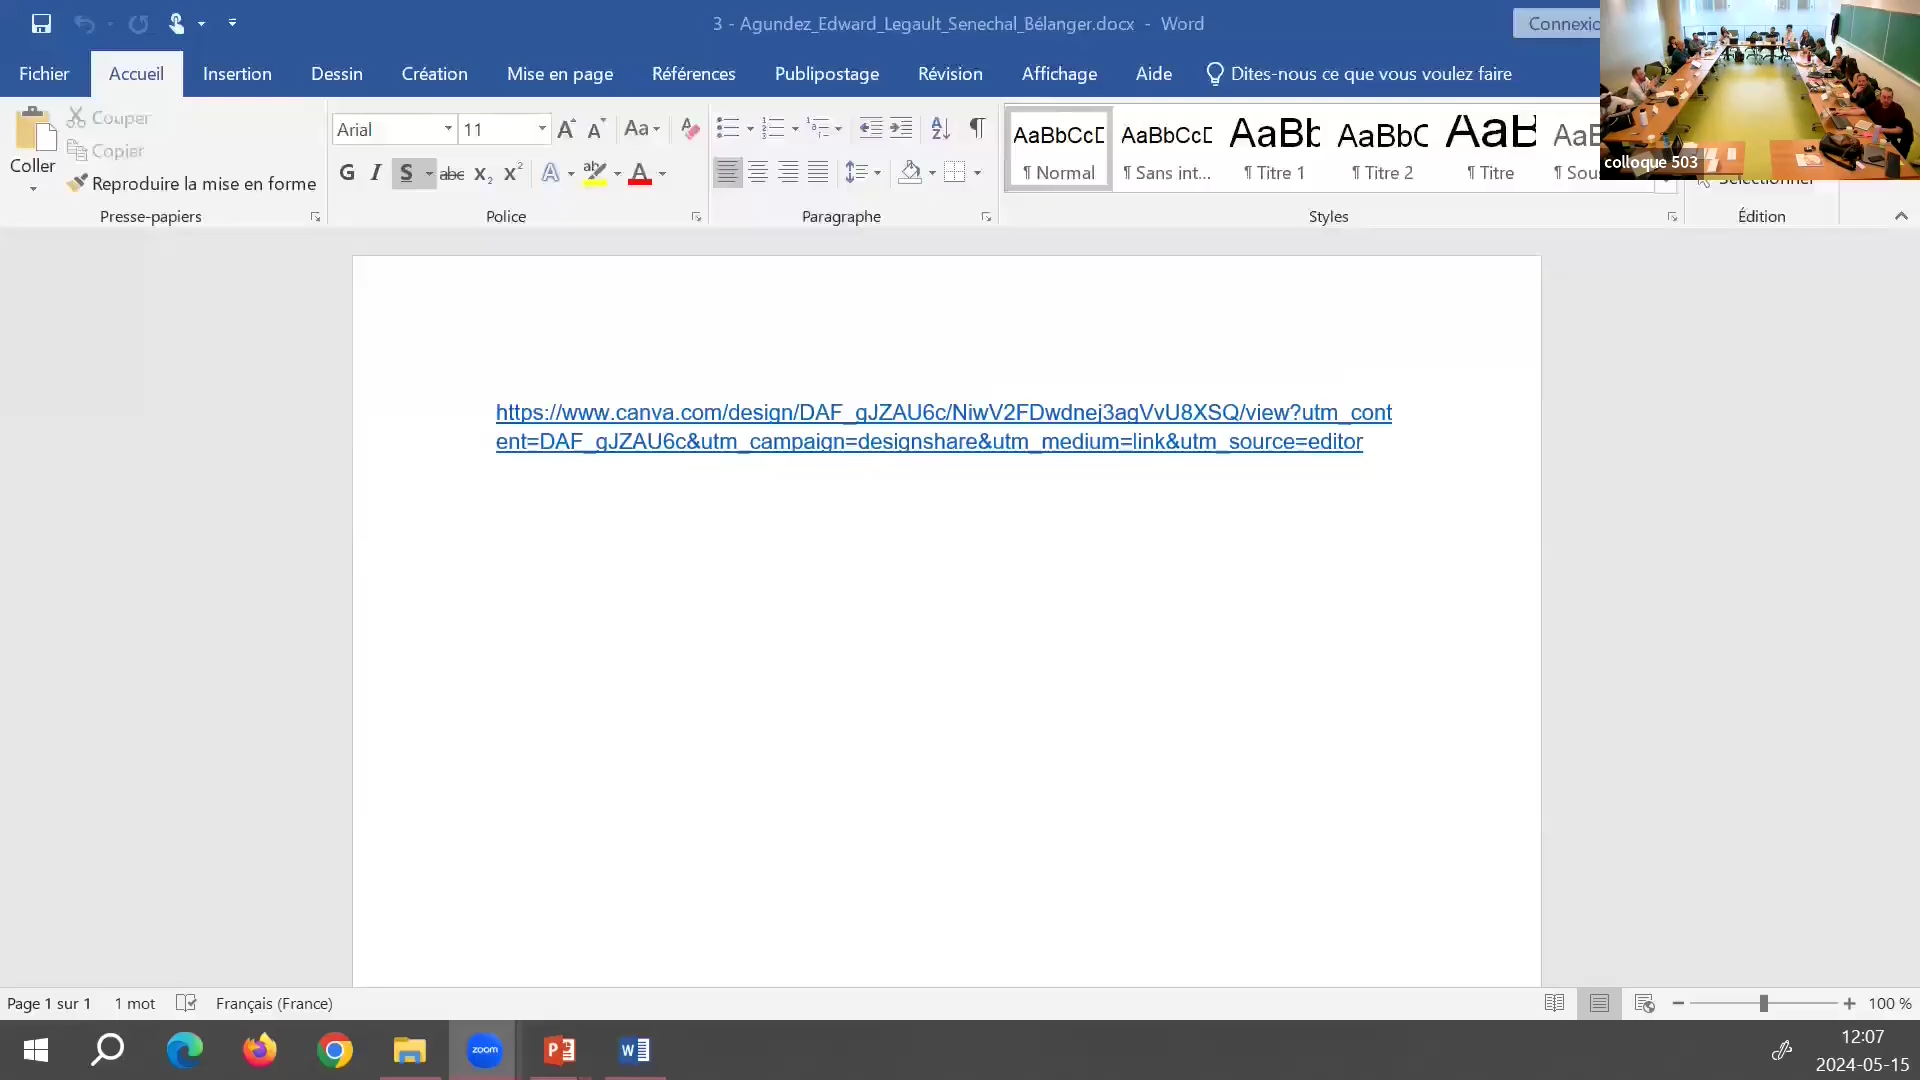 3 - Agundez_Edward_Legault_Senechal_Bélanger.docx - Word
Fichier
Accueil
Insertion
Dessin
Création
Mise en page
Références
Publipostage
Révision
Affichage
Aide
Dites-nous ce que vous voulez faire
Coller
Couper
Copier
Reproduire la mise en forme
Presse-papiers
Arial
11
Police
Paragraphe
AaBbCcD
¶ Normal
AaBbCcD
¶ Sans int...
AaBb
¶ Titre 1
AaBbC
¶ Titre 2
AaB
¶ Titre
Styles
Édition
colloque 503
https://www.canva.com/design/DAF_gJZAU6c/NiwV2FDwdnej3agVvU8XSQ/view?utm_cont
ent=DAF_gJZAU6c&utm_campaign=designshare&utm_medium=link&utm_source=editor
Page 1 sur 1
1 mot
Français (France)
100 %
zoom
12:07
2024-05-15